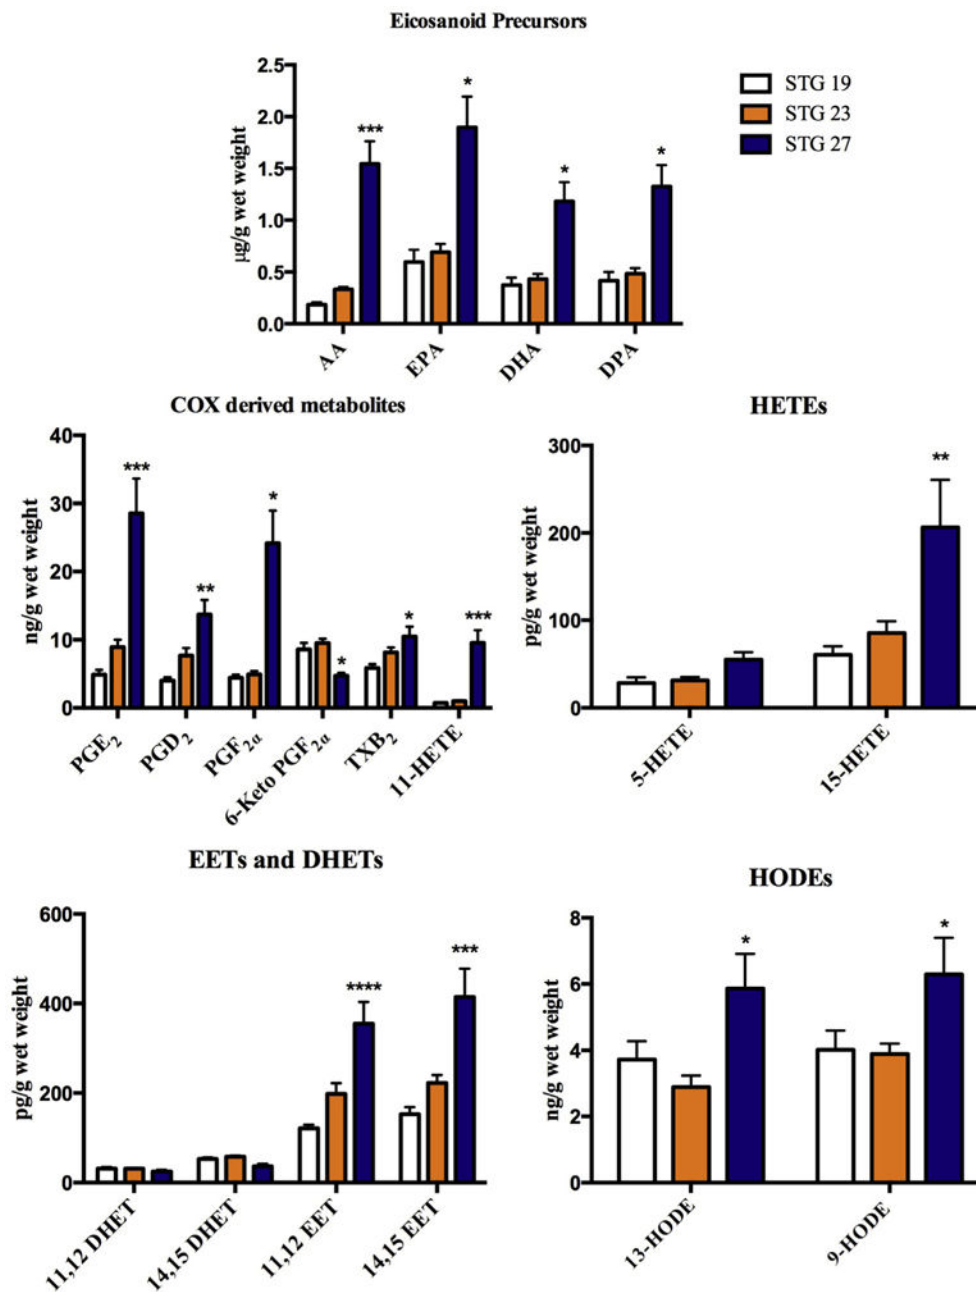 Eicosanoid Precursors
μg/g wet weight
2.5
2.0
1.5
1.0
0.5
0.0
***
*
*
*
AA
EPA
DHA
DPA
STG 19
STG 23
STG 27
COX derived metabolites
ng/g wet weight
40
30
20
10
0
***
**
*
*
*
***
PGE₂
PGD₂
PGF₂α
6-Keto PGF₂α
TXB₂
11-HETE
HETEs
pg/g wet weight
300
200
100
0
**
5-HETE
15-HETE
EETs and DHETs
pg/g wet weight
600
400
200
0
****
***
11,12 DHET
14,15 DHET
11,12 EET
14,15 EET
HODEs
ng/g wet weight
8
6
4
2
0
*
*
13-HODE
9-HODE